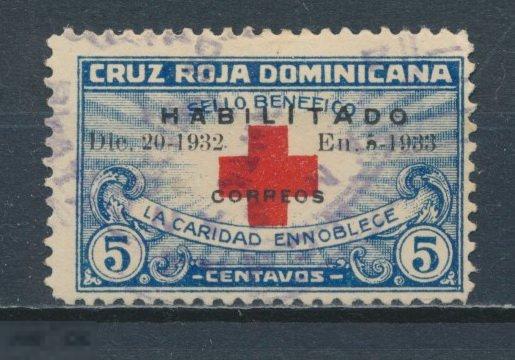 CRUZ ROJA DOMINICANA
SELLO BENEFICO
HABILITADO
Dic. 20-1932 En. 5-1933
CORREOS
LA CARIDAD ENNOBLECE
5 5
-CENTAVOS-